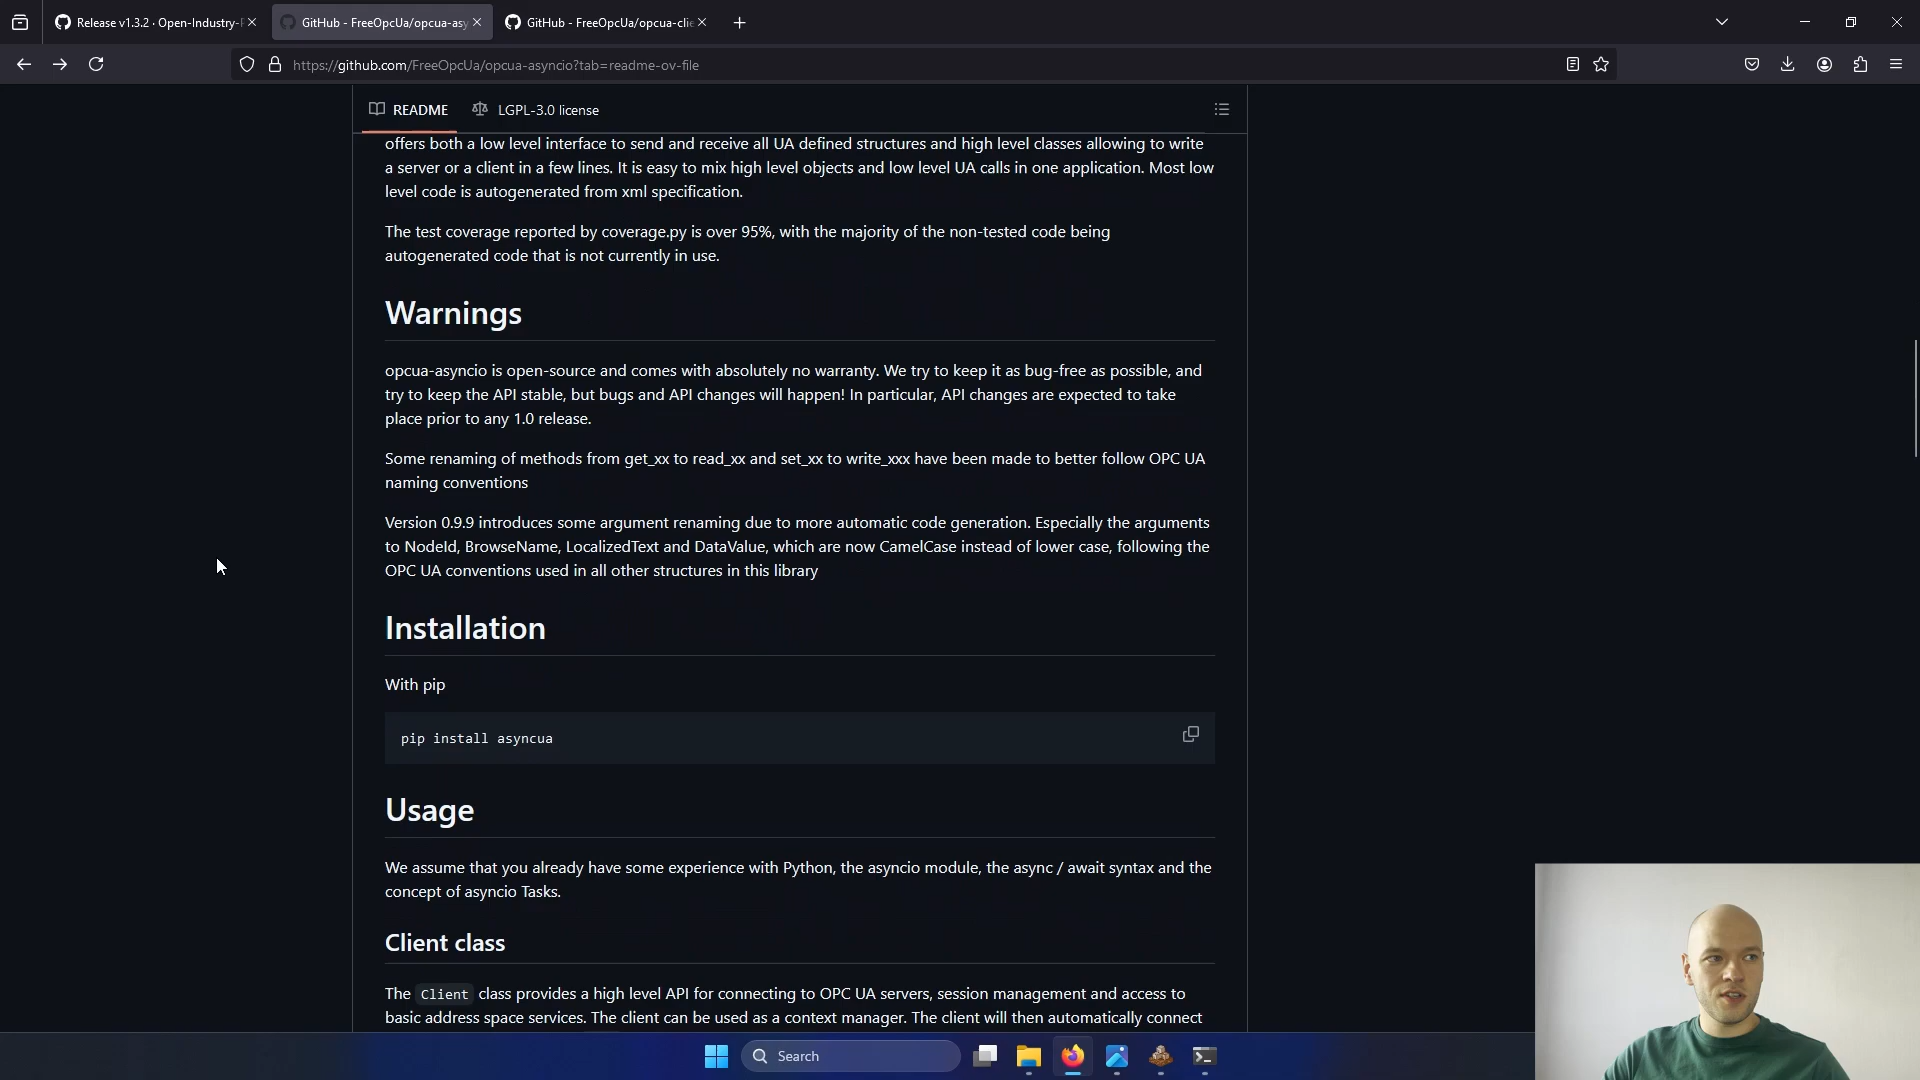 Release v1.3.2 · Open-Industry-
GitHub - FreeOpcUa/opcua-asy
GitHub - FreeOpcUa/opcua-clie
https://github.com/FreeOpcUa/opcua-asyncio?tab=readme-ov-file
README
LGPL-3.0 license
offers both a low level interface to send and receive all UA defined structures and high level classes allowing to write
a server or a client in a few lines. It is easy to mix high level objects and low level UA calls in one application. Most low
level code is autogenerated from xml specification.
The test coverage reported by coverage.py is over 95%, with the majority of the non-tested code being
autogenerated code that is not currently in use.
Warnings
opcua-asyncio is open-source and comes with absolutely no warranty. We try to keep it as bug-free as possible, and
try to keep the API stable, but bugs and API changes will happen! In particular, API changes are expected to take
place prior to any 1.0 release.
Some renaming of methods from get_xx to read_xx and set_xx to write_xxx have been made to better follow OPC UA
naming conventions
Version 0.9.9 introduces some argument renaming due to more automatic code generation. Especially the arguments
to NodeId, BrowseName, LocalizedText and DataValue, which are now CamelCase instead of lower case, following the
OPC UA conventions used in all other structures in this library
Installation
With pip
pip install asyncua
Usage
We assume that you already have some experience with Python, the asyncio module, the async / await syntax and the
concept of asyncio Tasks.
Client class
The Client class provides a high level API for connecting to OPC UA servers, session management and access to
basic address space services. The client can be used as a context manager. The client will then automatically connect
Search